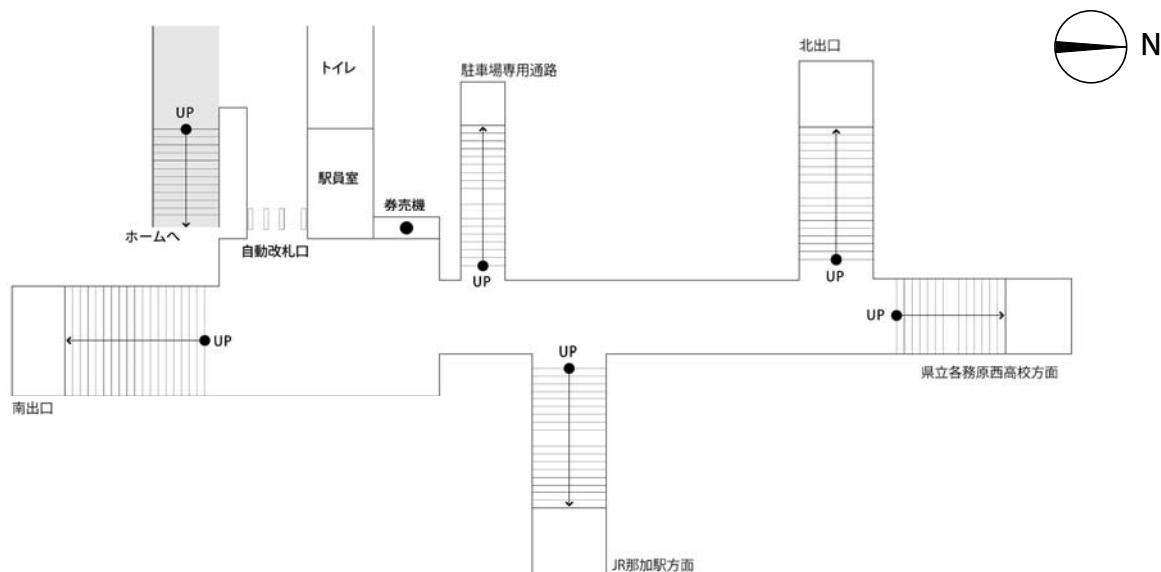 北出口
N
トイレ
駐車場専用通路
UP
駅員室
券売機
ホームへ
自動改札口
UP
UP
UP
UP
UP
県立各務原西高校方面
南出口
JR那加駅方面